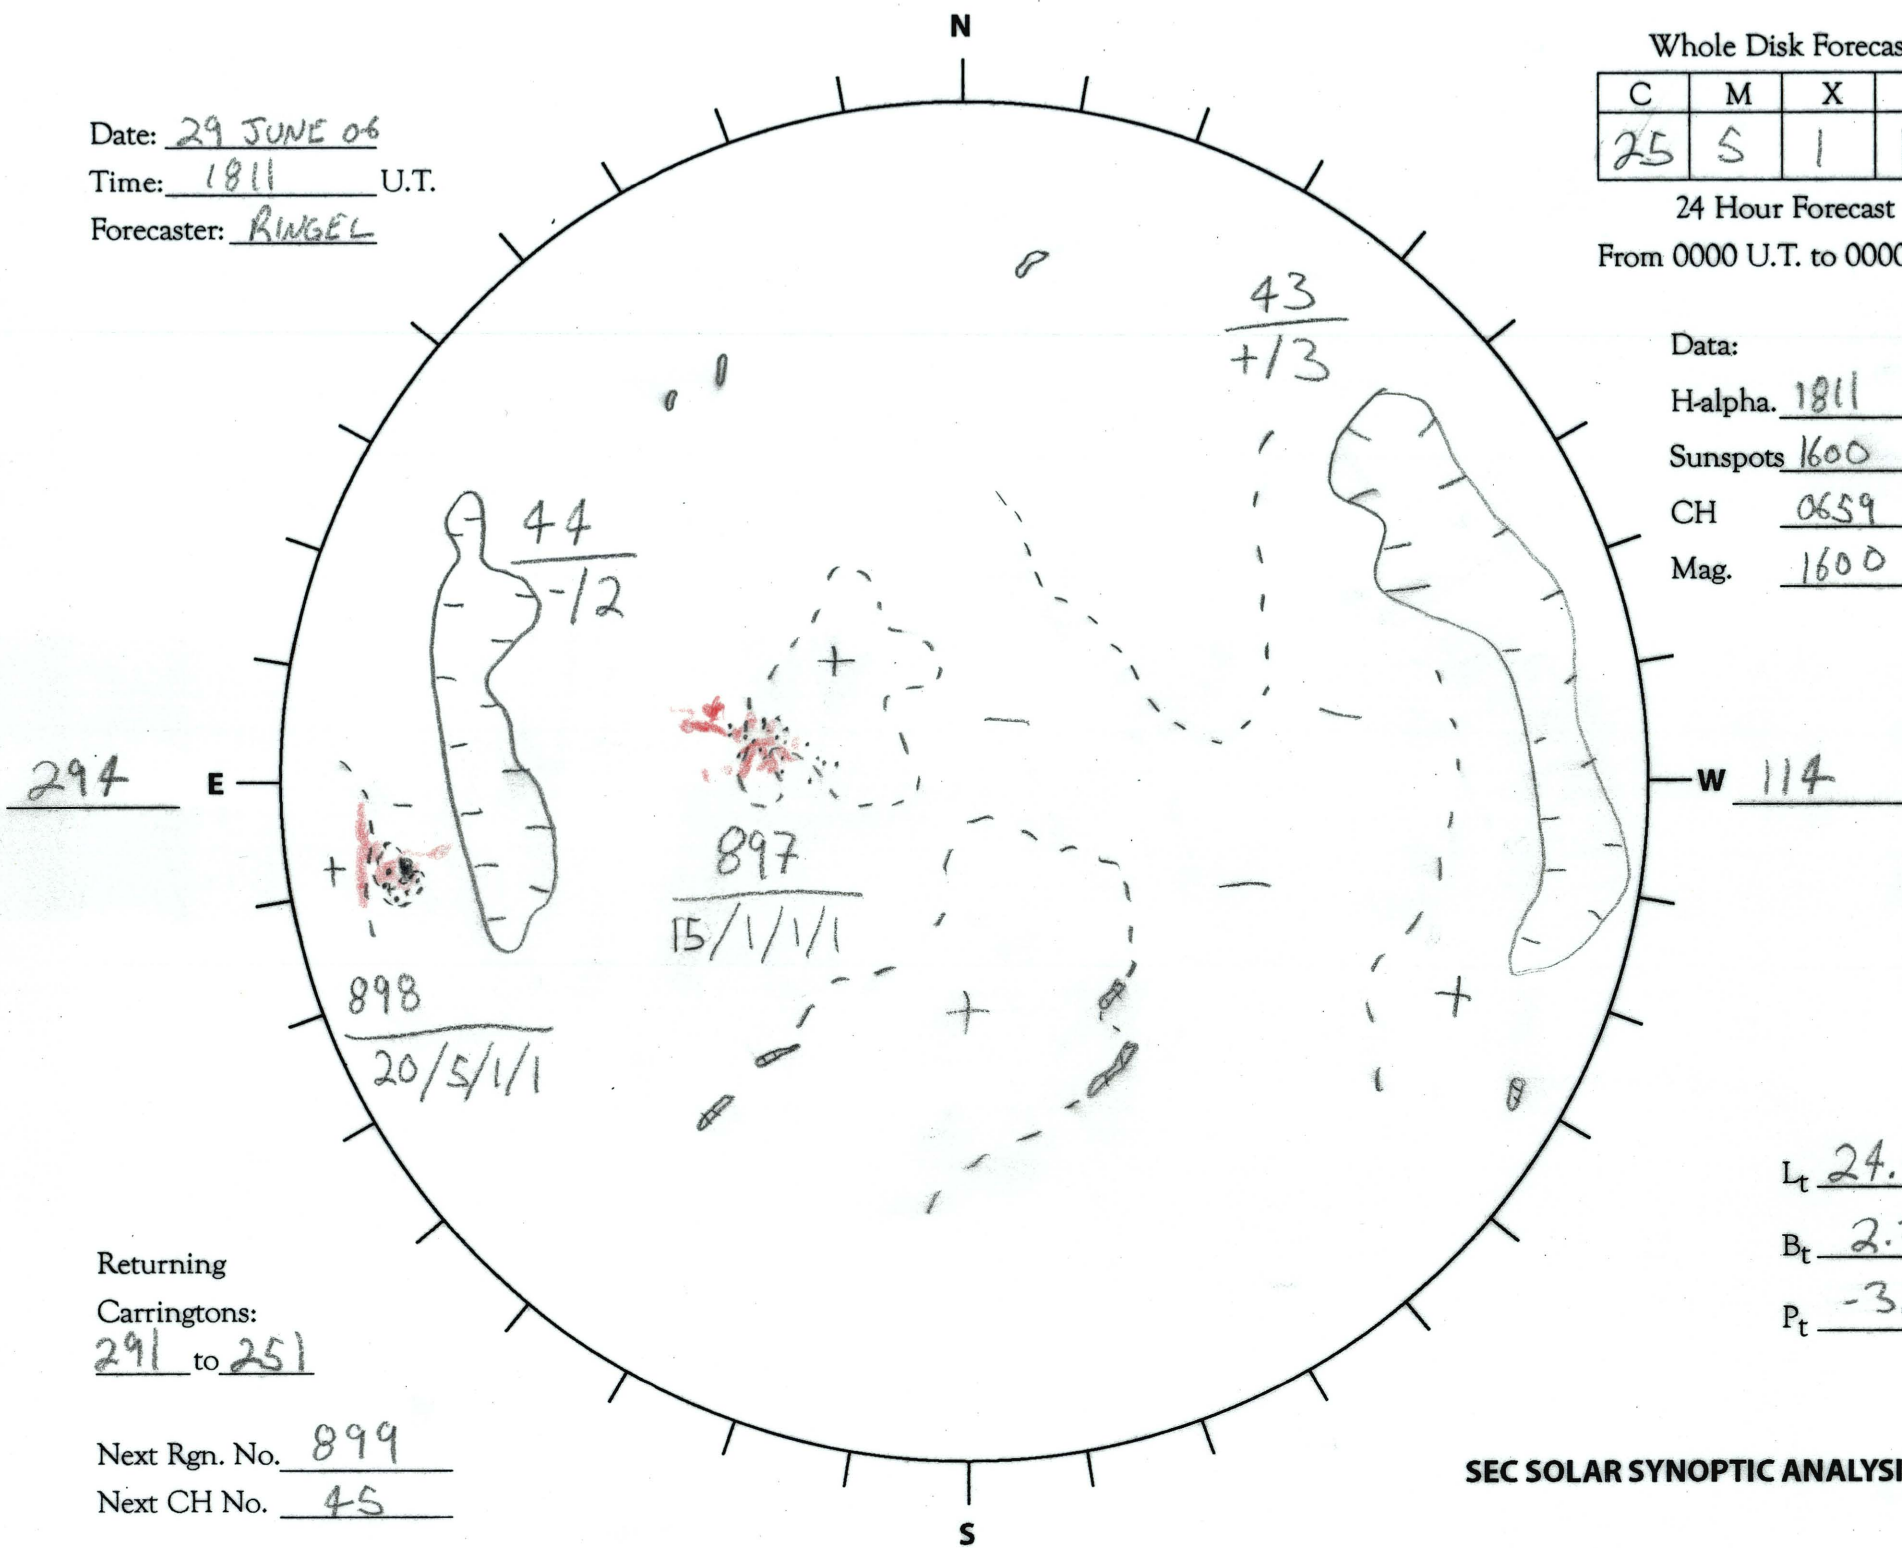 N
Whole Disk Forecas
C M X
25 5 1
24 Hour Forecast
From 0000 U.T. to 0000
Date: 29 JUNE 06
Time: 1811 U.T.
Forecaster: RINGEL
43
+/3
Data:
H-alpha. 1811
Sunspots 1600
CH 0659
Mag. 1600
44
-/2
+
−
−
294
E
W
114
−
+
897
15/1/1/1
−
898
20/5/1/1
+
+
Lt 24.
Bt 2.
Pt -3
Returning
Carringtons:
291 to 251
Next Rgn. No. 899
Next CH No. 45
SEC SOLAR SYNOPTIC ANALYSI
S